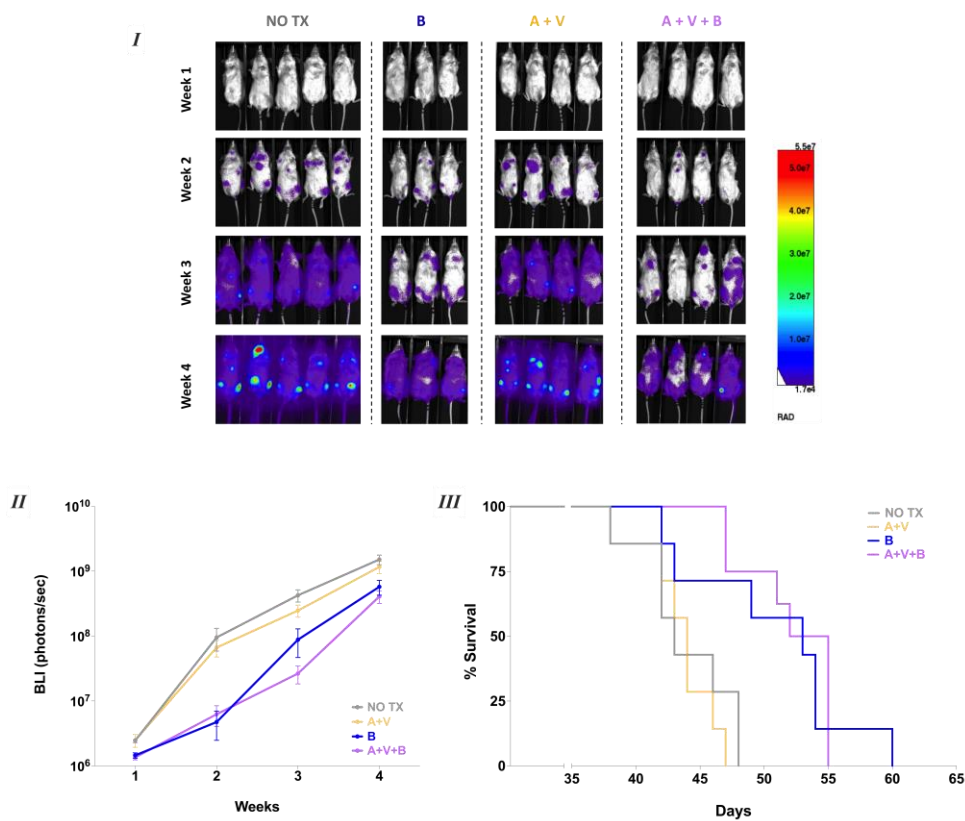 I
NO TX B A + V A + V + B
Week 1
Week 2
Week 3
Week 4
5.5e7
5.0e7
4.0e7
3.0e7
2.0e7
1.0e7
1.7e4
RAD
II
BLI (photons/sec)
10^10
10^9
10^8
10^7
10^6
1 2 3 4
Weeks
NO TX
A+V
B
A+V+B
III
% Survival
100
75
50
25
0
35 40 45 50 55 60 65
Days
NO TX
A+V
B
A+V+B